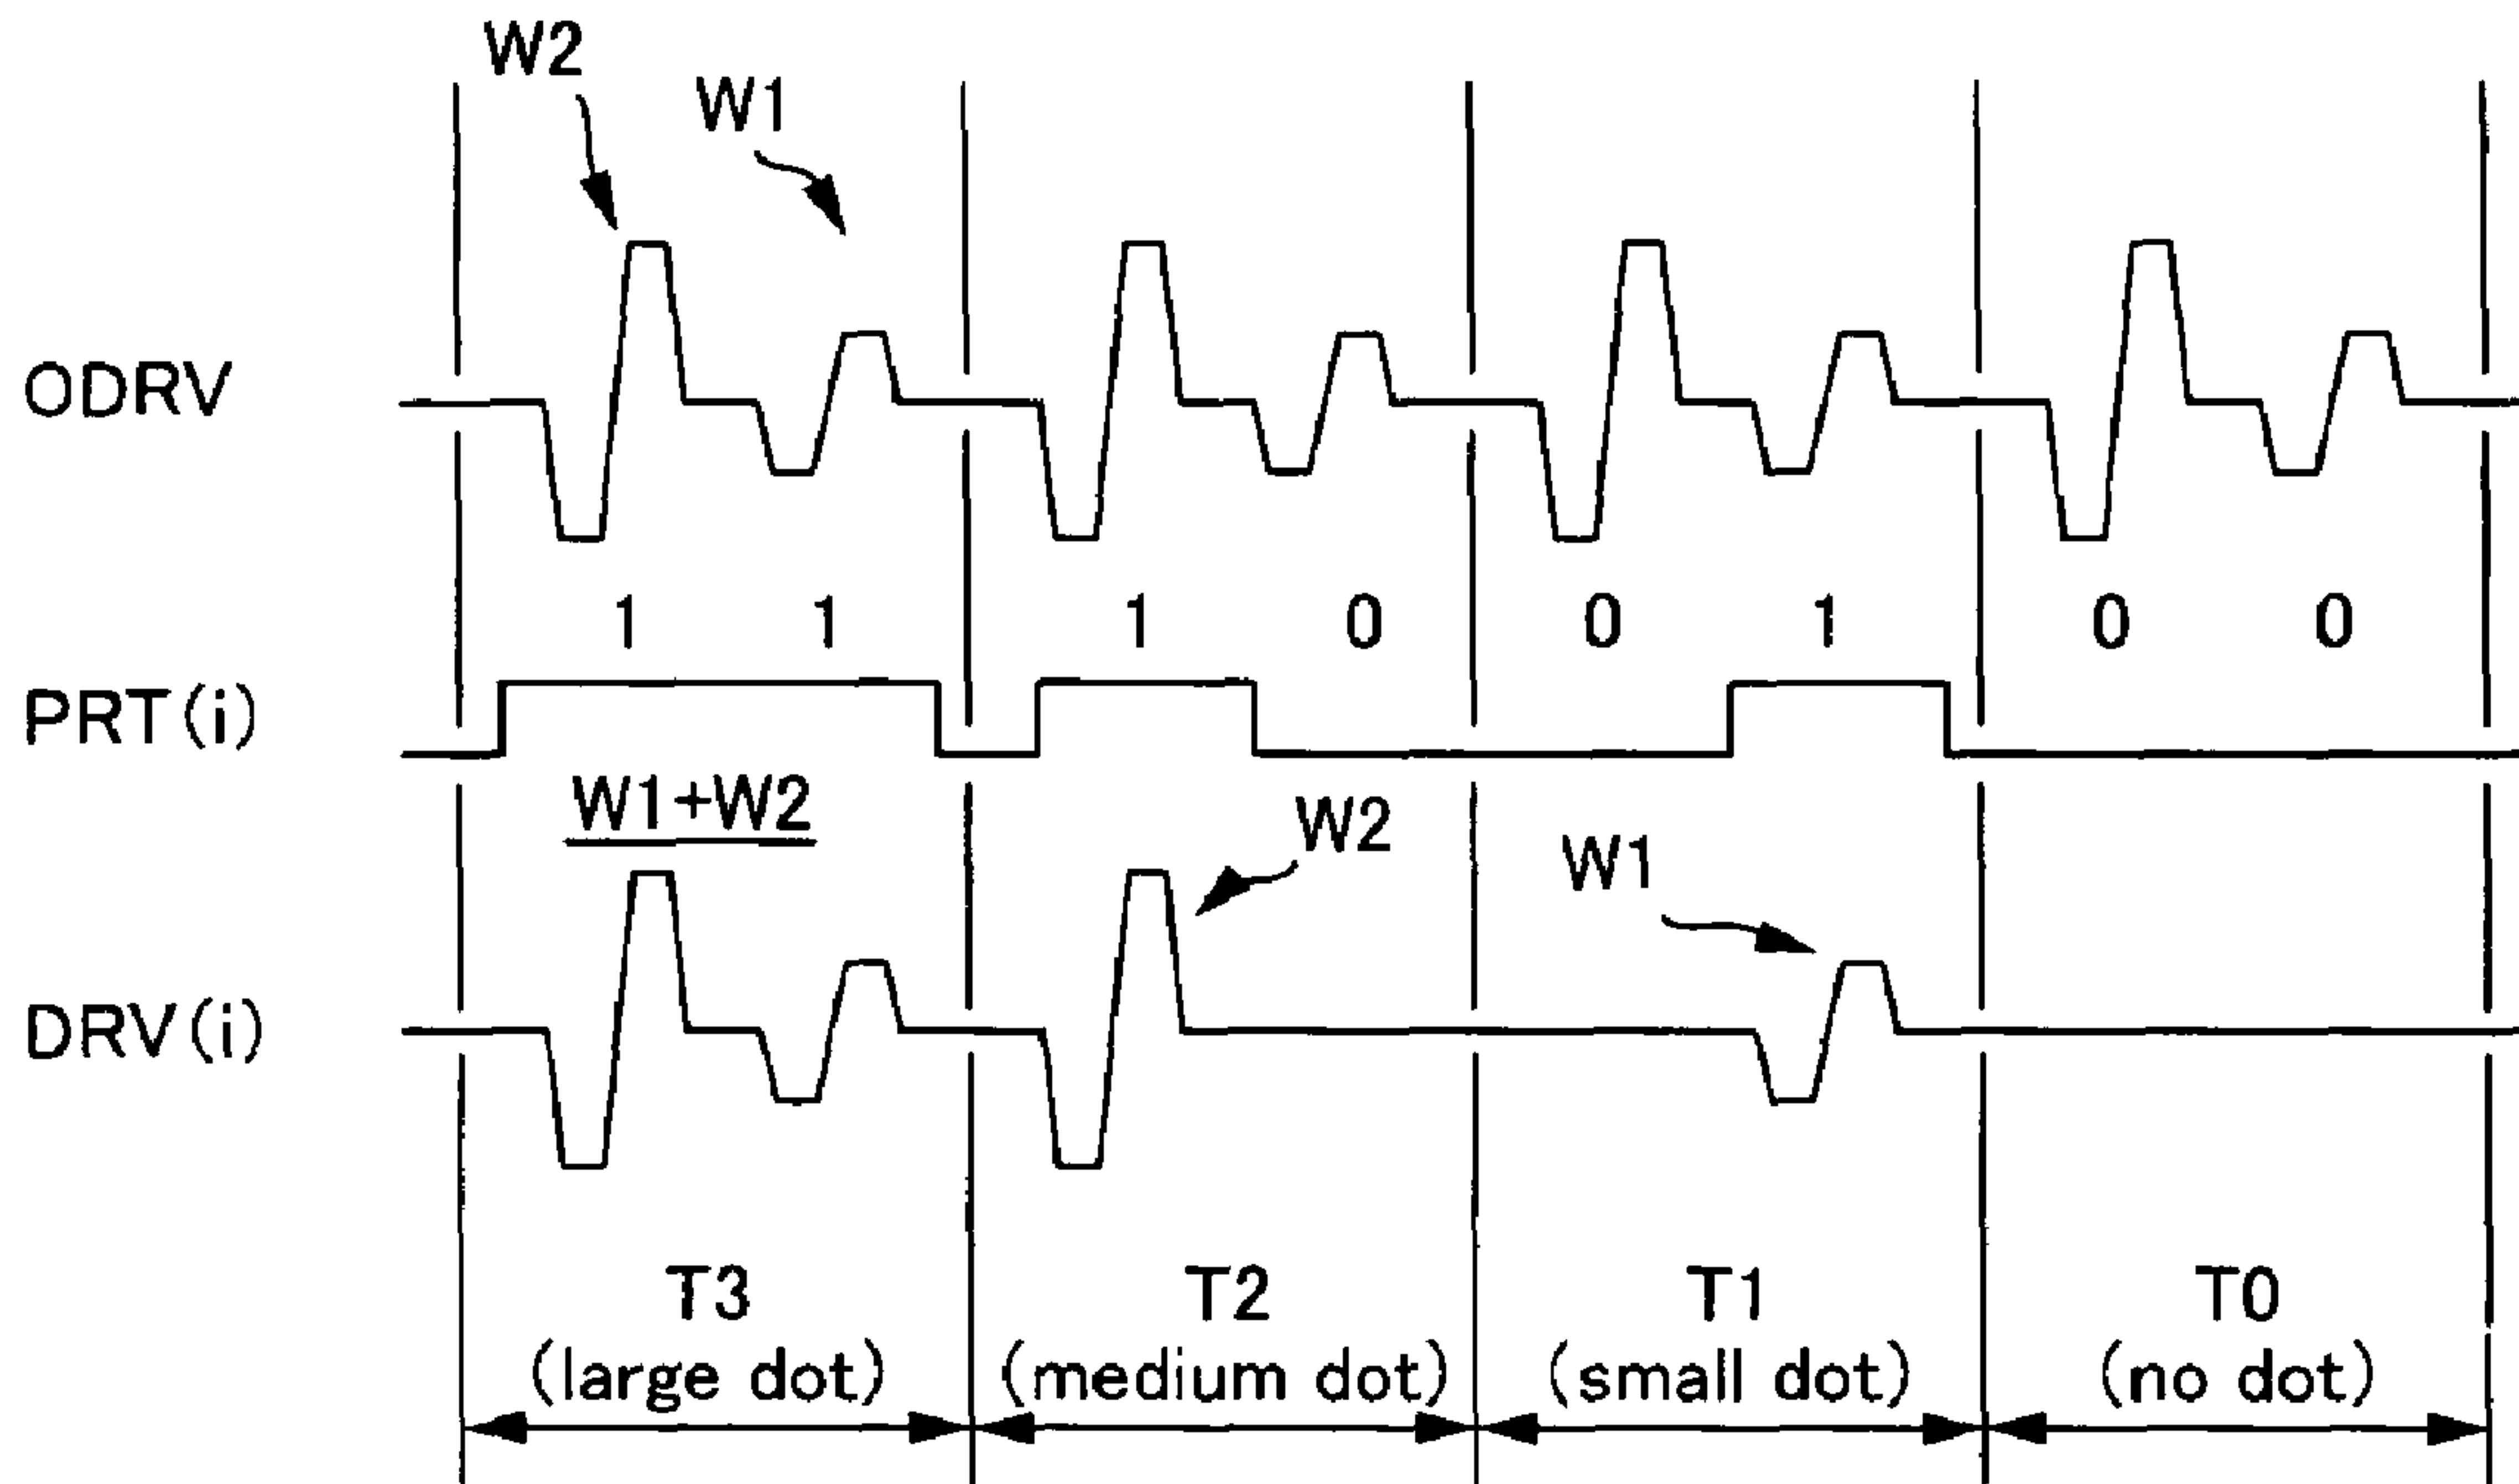 W2
W1
ODRV
1 1 1 0 0 1 0 0
PRT(i)
W1+W2
W2
W1
DRV(i)
T3 T2 T1 T0
(large dot) (medium dot) (small dot) (no dot)